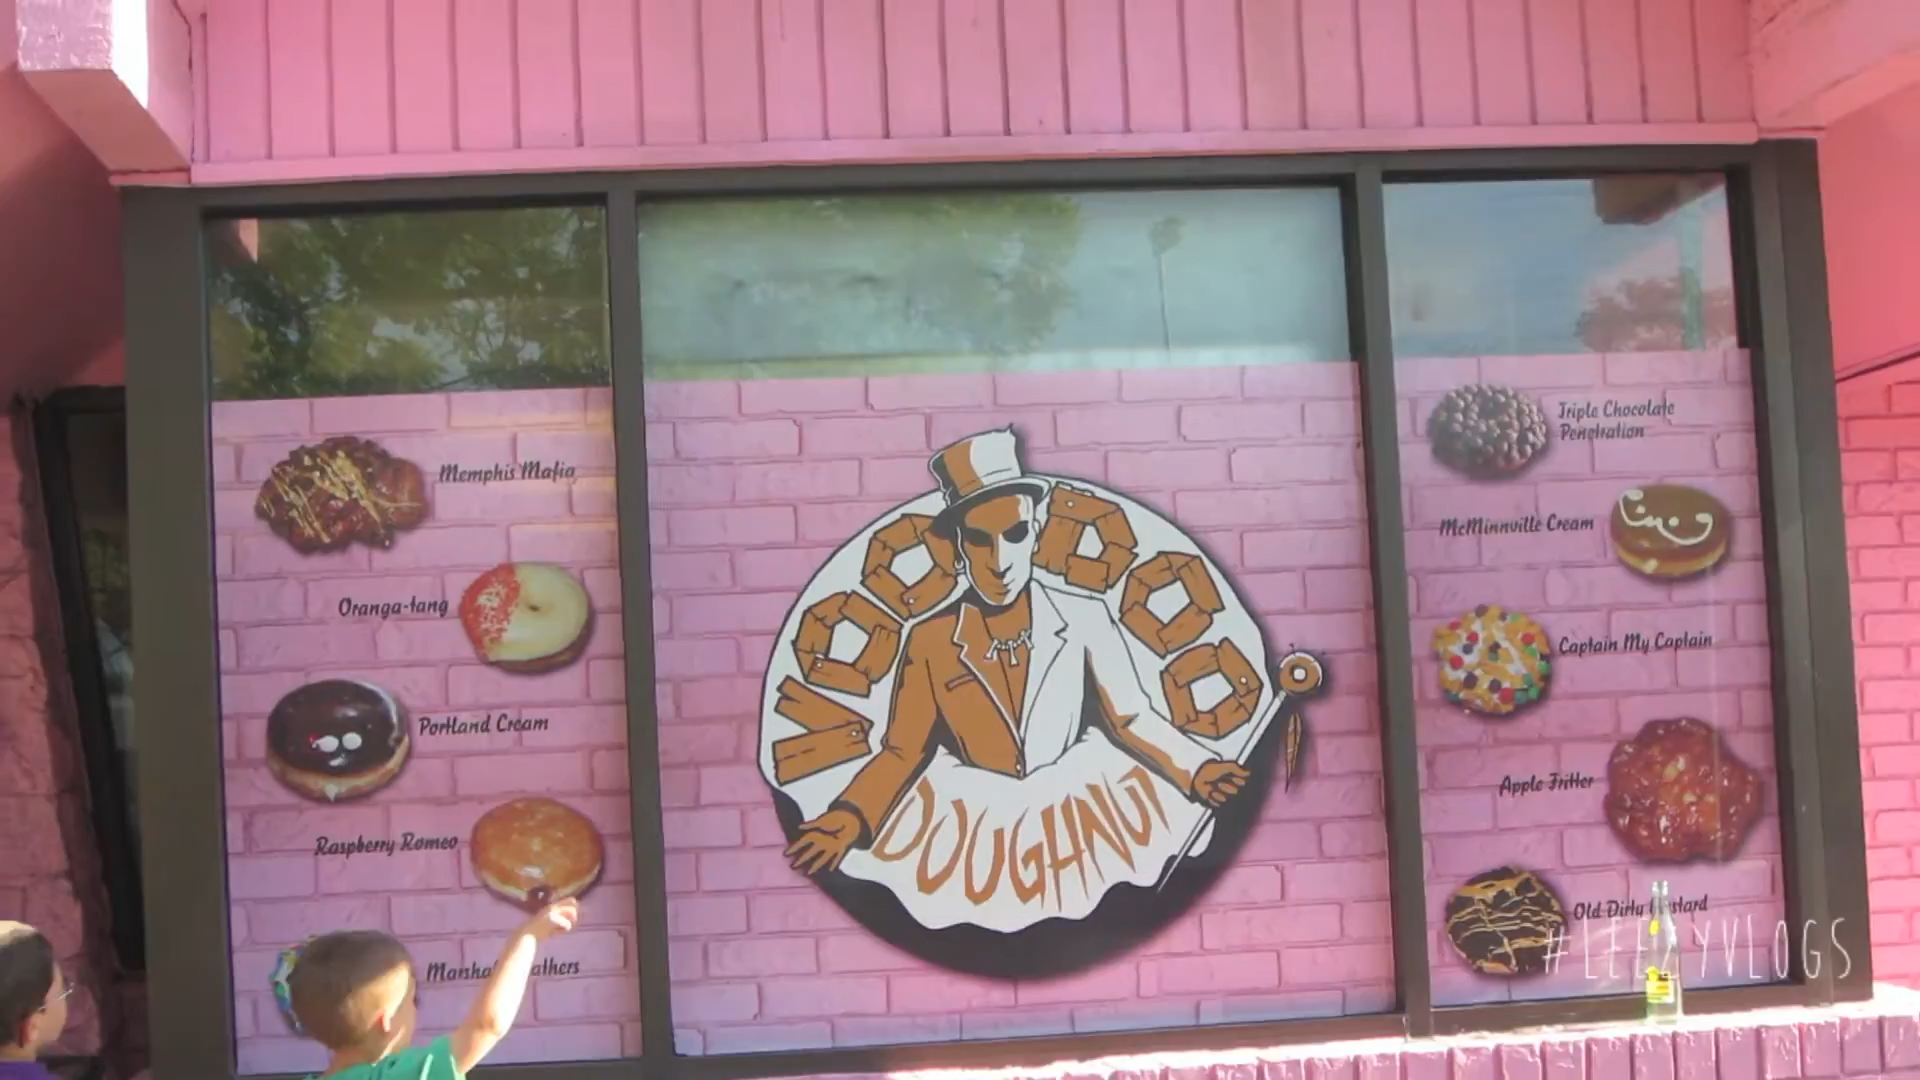 Memphis Mafia
Oranga-tang
Portland Cream
Raspberry Romeo
VOODOO
DOUGHNUT
Triple Chocolate
Penetration
McMinnville Cream
Captain My Captain
Apple Fritter
Old Dirty
#LEEZYVLOGS